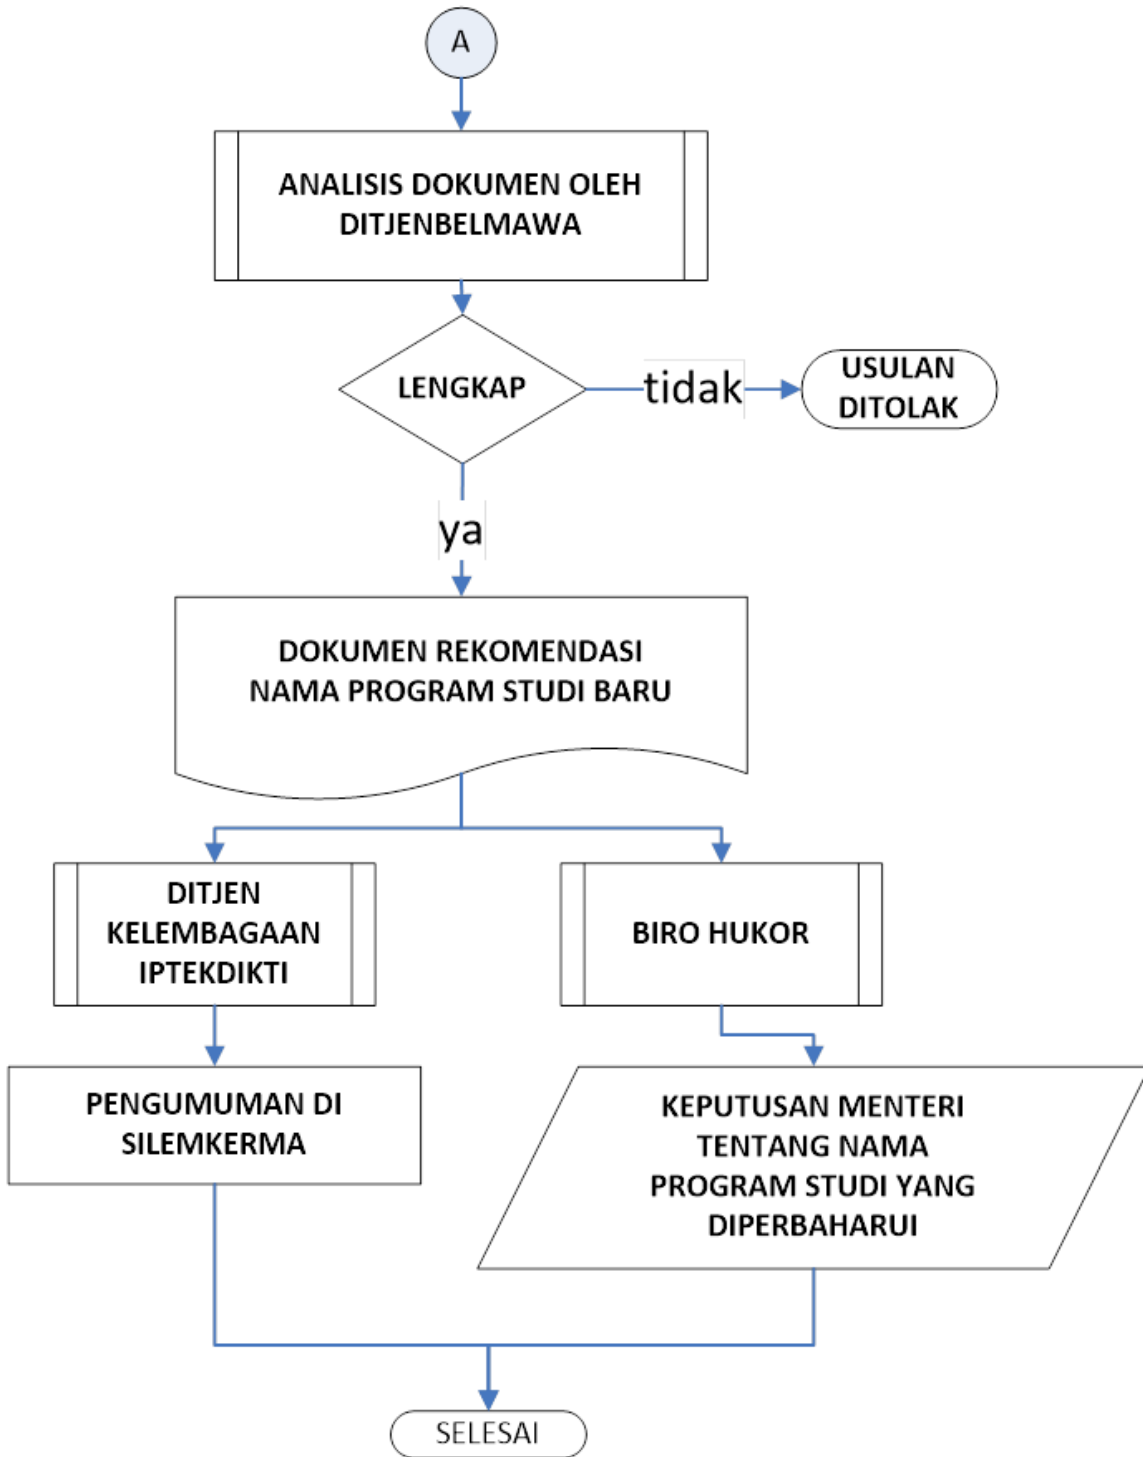 A
ANALISIS DOKUMEN OLEH
DITJENBELMAWA
LENGKAP
tidak
USULAN
DITOLAK
ya
DOKUMEN REKOMENDASI
NAMA PROGRAM STUDI BARU
DITJEN
KELEMBAGAAN
IPTEKDIKTI
BIRO HUKOR
PENGUMUMAN DI
SILEMKERMA
KEPUTUSAN MENTERI
TENTANG NAMA
PROGRAM STUDI YANG
DIPERBAHARUI
SELESAI